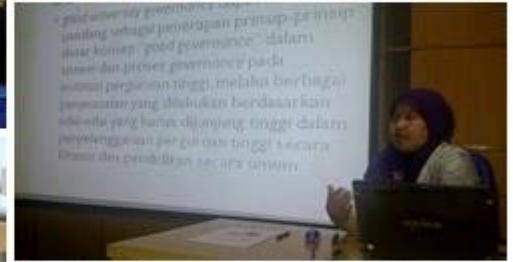 good university governance
pandang sebagai penerapan prinsip-prinsip
dasar konsep "good governance" dalam
sistem dan proses governance pada
institusi perguruan tinggi, melalui berbagai
penyesuaian yang dilakukan berdasarkan
nilai-nilai yang harus dijunjung tinggi dalam
penyelenggaraan perguruan tinggi secara
khusus dan pendidikan secara umum